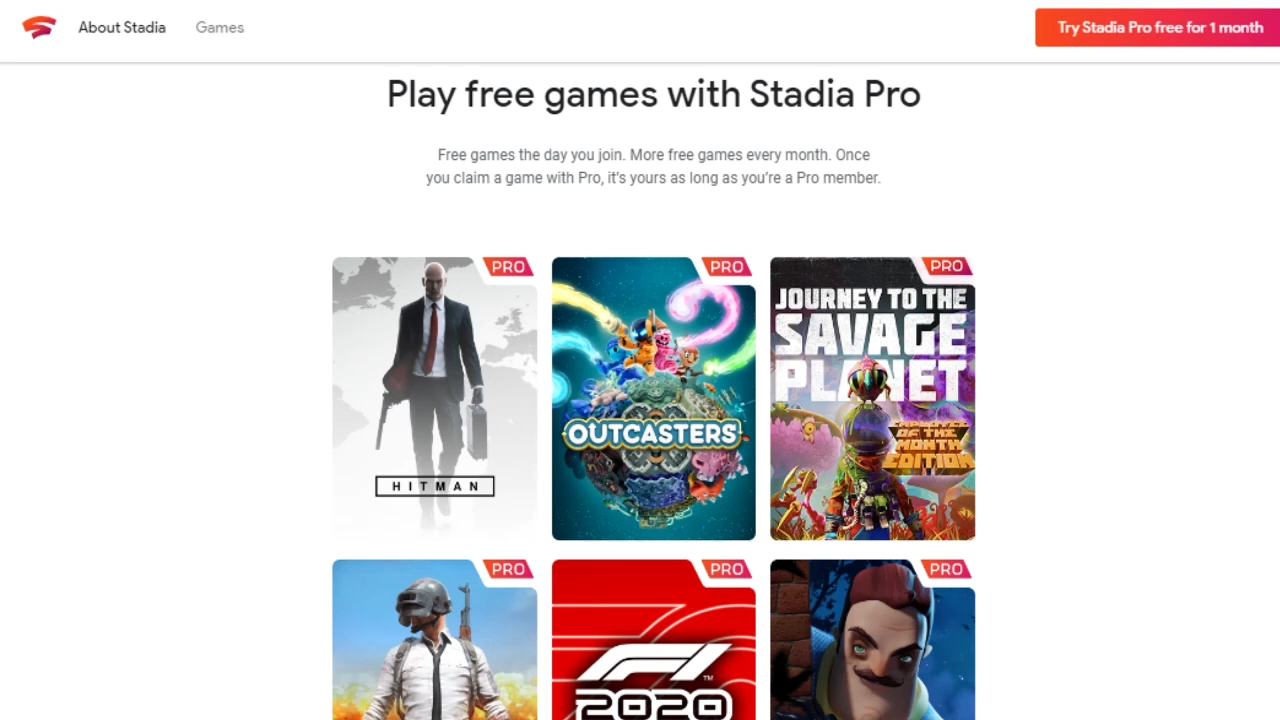 About Stadia
Games
Try Stadia Pro free for 1 month
Play free games with Stadia Pro
Free games the day you join. More free games every month. Once
you claim a game with Pro, it's yours as long as you're a Pro member.
PRO
HITMAN
PRO
OUTCASTERS
PRO
JOURNEY TO THE
SAVAGE
PLANET
EMPLOYEE
OF THE
MONTH
EDITION
PRO
PRO
F1
TM
2020
PRO